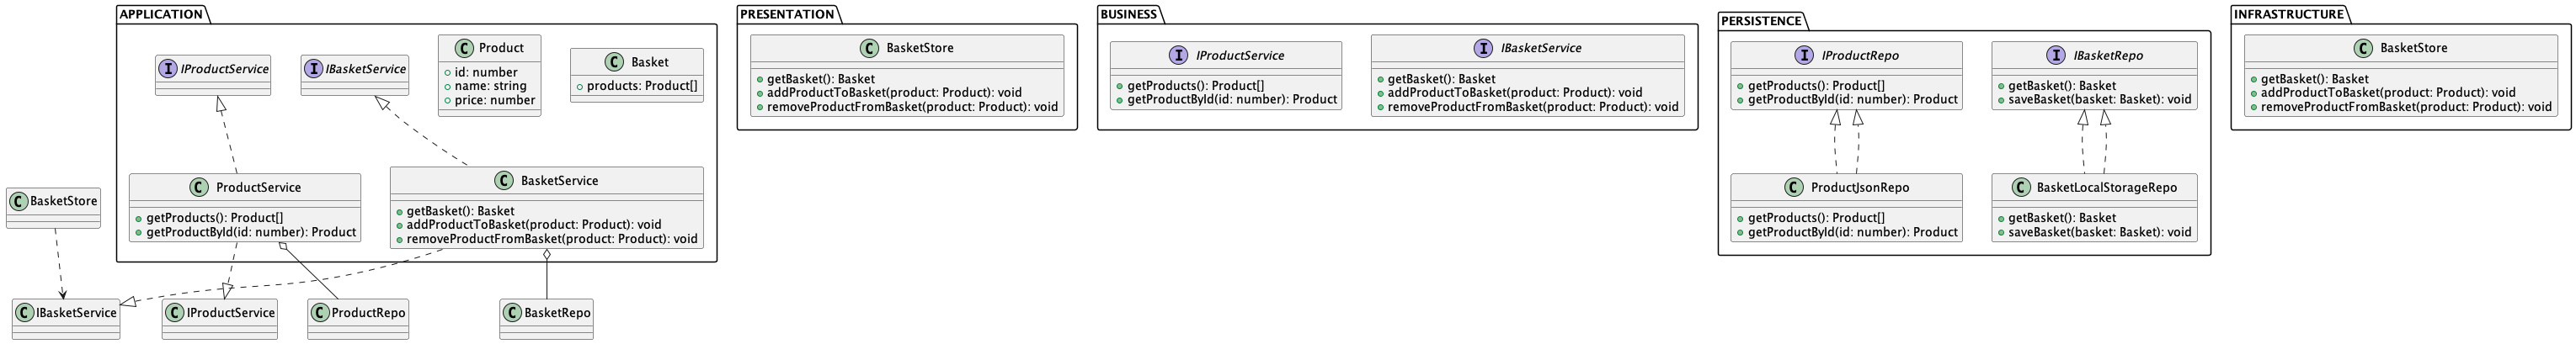 APPLICATION
IProductService
IBasketService
Product
id: number
name: string
price: number
Basket
products: Product[]
ProductService
getProducts(): Product[]
getProductById(id: number): Product
BasketService
getBasket(): Basket
addProductToBasket(product: Product): void
removeProductFromBasket(product: Product): void
BasketStore
IBasketService
IProductService
ProductRepo
BasketRepo
PRESENTATION
BasketStore
getBasket(): Basket
addProductToBasket(product: Product): void
removeProductFromBasket(product: Product): void
BUSINESS
IProductService
getProducts(): Product[]
getProductById(id: number): Product
IBasketService
getBasket(): Basket
addProductToBasket(product: Product): void
removeProductFromBasket(product: Product): void
PERSISTENCE
IProductRepo
getProducts(): Product[]
getProductById(id: number): Product
IBasketRepo
getBasket(): Basket
saveBasket(basket: Basket): void
ProductJsonRepo
getProducts(): Product[]
getProductById(id: number): Product
BasketLocalStorageRepo
getBasket(): Basket
saveBasket(basket: Basket): void
INFRASTRUCTURE
BasketStore
getBasket(): Basket
addProductToBasket(product: Product): void
removeProductFromBasket(product: Product): void